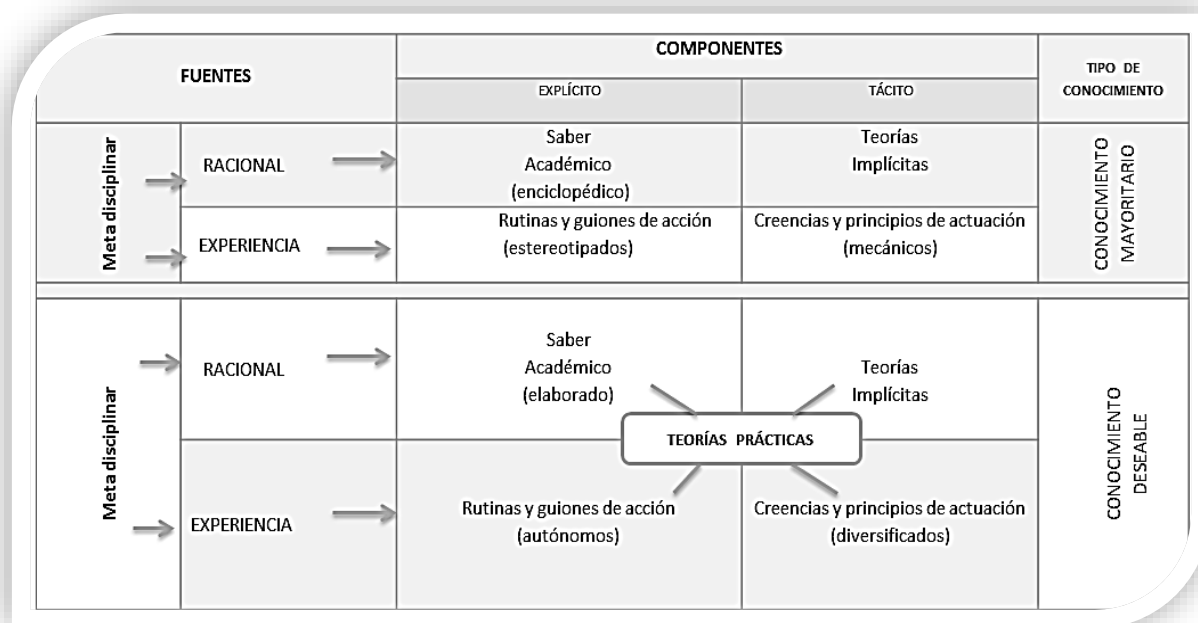 FUENTES
COMPONENTES
TIPO DE
CONOCIMIENTO
EXPLÍCITO
TÁCITO
Meta disciplinar
RACIONAL
Saber
Académico
(enciclopédico)
Teorías
Implícitas
EXPERIENCIA
Rutinas y guiones de acción
(estereotipados)
Creencias y principios de actuación
(mecánicos)
CONOCIMIENTO
MAYORITARIO
Meta disciplinar
RACIONAL
Saber
Académico
(elaborado)
Teorías
Implícitas
TEORÍAS PRÁCTICAS
EXPERIENCIA
Rutinas y guiones de acción
(autónomos)
Creencias y principios de actuación
(diversificados)
CONOCIMIENTO
DESEABLE